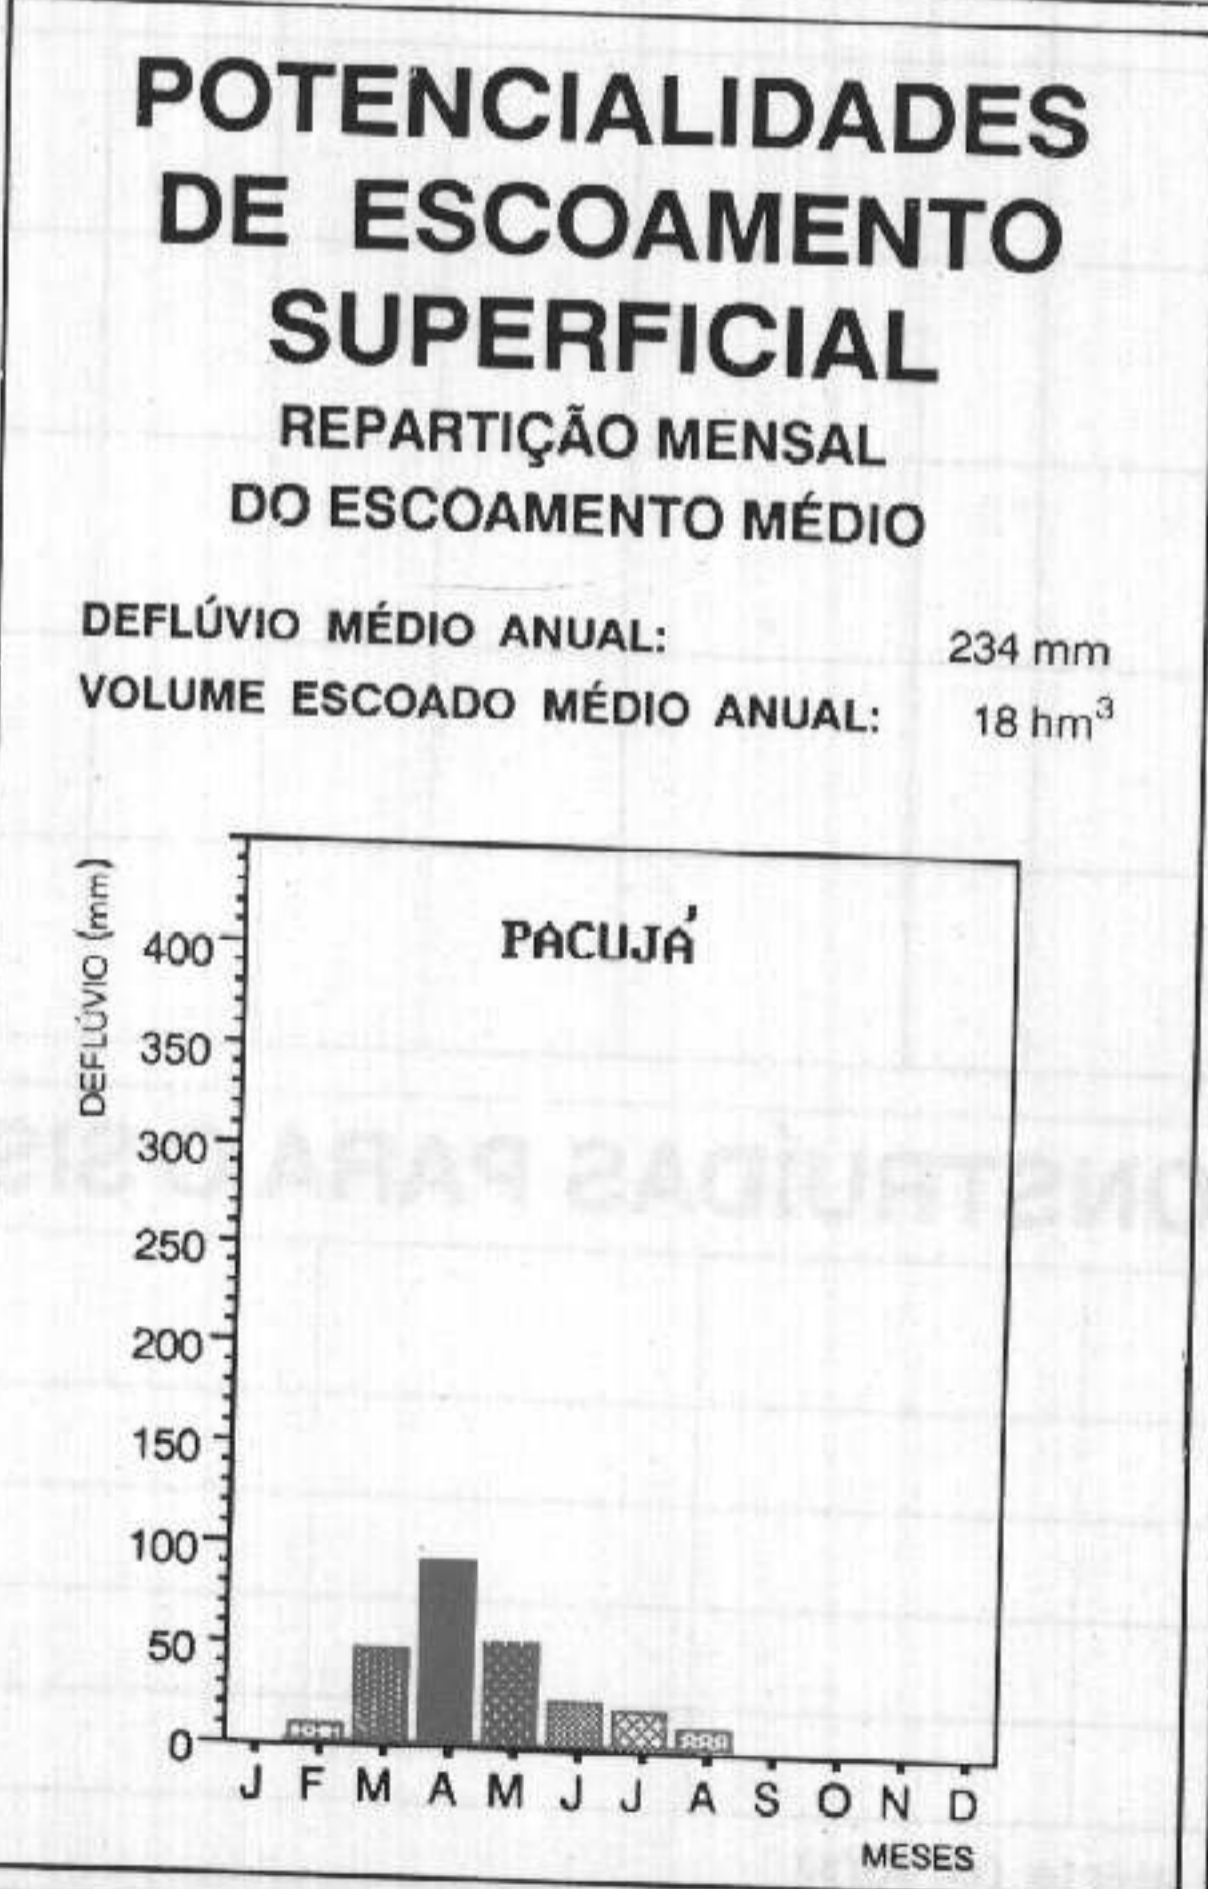 POTENCIALIDADES
DE ESCOAMENTO
SUPERFICIAL
REPARTIÇÃO MENSAL
DO ESCOAMENTO MÉDIO
DEFLÚVIO MÉDIO ANUAL: 234 mm
VOLUME ESCOADO MÉDIO ANUAL: 18 hm³
DEFLÚVIO (mm)
PACUJÁ
400
350
300
250
200
150
100
50
0
J F M A M J J A S O N D
MESES